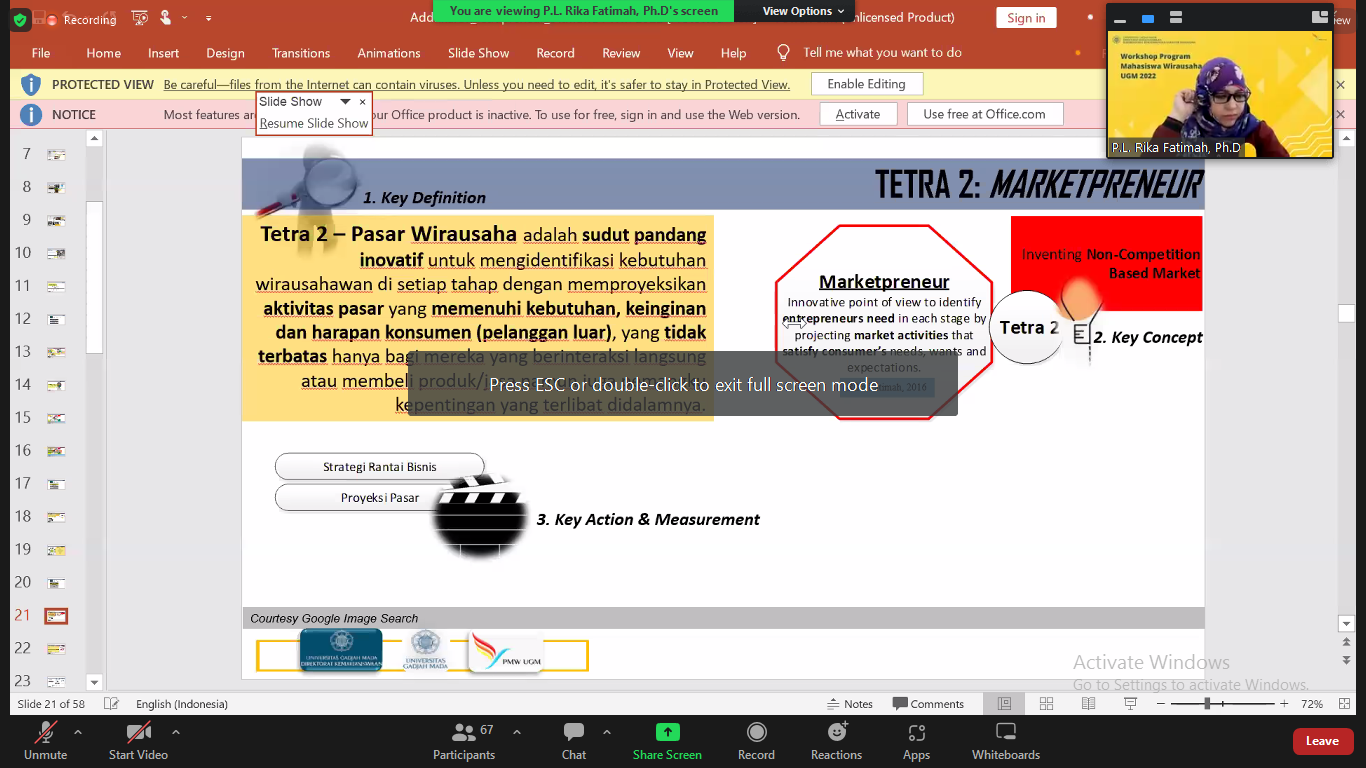 Recording
You are viewing P.L. Rika Fatimah, Ph.D's screen
View Options
nlicensed Product)
Sign in
File Home Insert Design Transitions Animations Slide Show Record Review View Help Tell me what you want to do
PROTECTED VIEW Be careful—files from the Internet can contain viruses. Unless you need to edit, it's safer to stay in Protected View. Enable Editing
NOTICE Most features are our Office product is inactive. To use for free, sign in and use the Web version. Activate Use free at Office.com
Slide Show
Resume Slide Show
Workshop Program
Mahasiswa Wirausaha
UGM 2022
P.L. Rika Fatimah, Ph.D
7
8
9
10
11
12
13
14
15
16
17
18
19
20
21
22
23
1. Key Definition
TETRA 2: MARKETPRENEUR
Tetra 2 – Pasar Wirausaha adalah sudut pandang
inovatif untuk mengidentifikasi kebutuhan
wirausahawan di setiap tahap dengan memproyeksikan
aktivitas pasar yang memenuhi kebutuhan, keinginan
dan harapan konsumen (pelanggan luar), yang tidak
terbatas hanya bagi mereka yang berinteraksi langsung
atau membeli produk/j
kepentingan yang terlibat didalamnya.
Marketpreneur
Innovative point of view to identify
entrepreneurs need in each stage by
projecting market activities that
satisfy consumer's needs, wants and
expectations.
2016
Inventing Non-Competition
Based Market
Tetra 2
2. Key Concept
Press ESC or double-click to exit full screen mode
Strategi Rantai Bisnis
Proyeksi Pasar
3. Key Action & Measurement
Courtesy Google Image Search
UNIVERSITAS GADJAH MADA
DIREKTORAT KEMAHASISWAAN
UNIVERSITAS
GADJAH MADA
PMW UGM
Activate Windows
Go to Settings to activate Windows.
Slide 21 of 58 English (Indonesia) Notes Comments 72%
Unmute Start Video Participants 67 Chat Share Screen Record Reactions Apps Whiteboards Leave